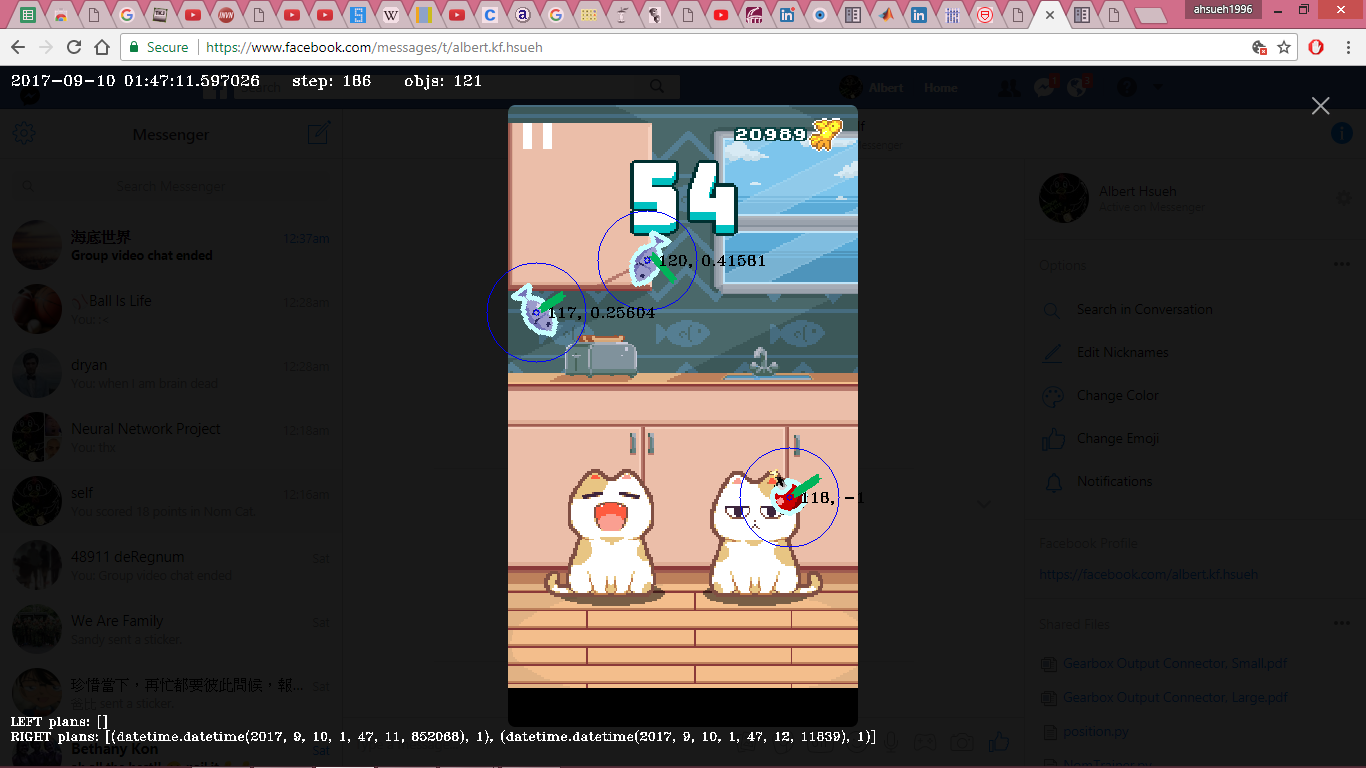 ahsueh1996
Secure https://www.facebook.com/messages/t/albert.kf.hsueh
2017-09-10 01:47:11.597026 step: 166 objs: 121
Albert Home
Messenger
20989
Search Messenger
54
Albert Hsueh
Active on Messenger
海底世界 12:37am
Group video chat ended
120, 0.41581
Options
Ball Is Life 12:28am
117, 0.25604
Search in Conversation
Edit Nicknames
dryan 12:28am
You: when I am brain dead
Change Color
Neural Network Project 12:18am
You: thx
Change Emoji
Notifications
self 12:16am
You scored 18 points in Nom Cat.
118, -1
Facebook Profile
48911 deRegnum Sat
You: Group video chat ended
https://facebook.com/albert.kf.hsueh
We Are Family Sat
Sandy sent a sticker.
Shared Files
Gearbox Output Connector, Small.pdf
珍惜當下，再忙都要彼此問候，報... Sat
Gearbox Output Connector, Large.pdf
LEFT plans: []
position.py
RIGHT plans: [(datetime.datetime(2017, 9, 10, 1, 47, 11, 852068), 1), (datetime.datetime(2017, 9, 10, 1, 47, 12, 11839), 1)]
Bethany Kon Sat
NomTrainer.py